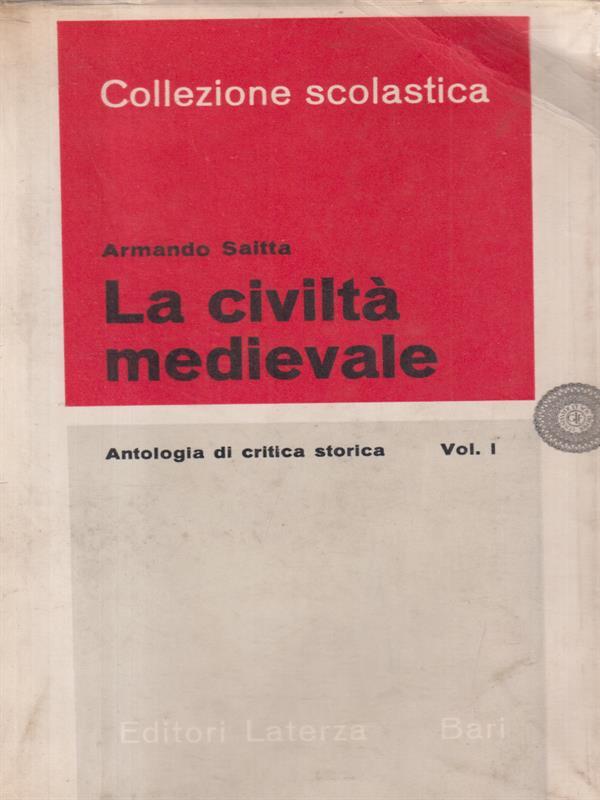 Collezione scolastica
Armando Saitta
La civiltà
medievale
Antologia di critica storica Vol. I
Editori Laterza Bari